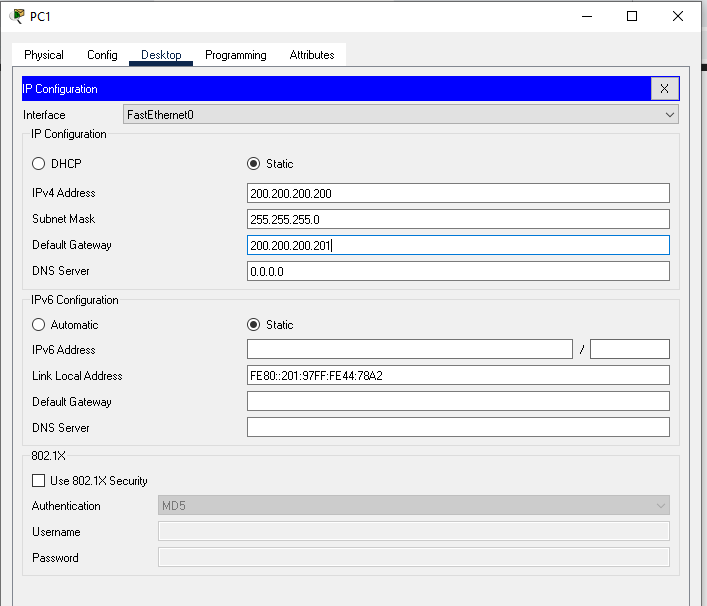 PC1
Physical Config Desktop Programming Attributes
IP Configuration X
Interface FastEthernet0
IP Configuration
DHCP Static
IPv4 Address 200.200.200.200
Subnet Mask 255.255.255.0
Default Gateway 200.200.200.201
DNS Server 0.0.0.0
IPv6 Configuration
Automatic Static
IPv6 Address /
Link Local Address FE80::201:97FF:FE44:78A2
Default Gateway
DNS Server
802.1X
Use 802.1X Security
Authentication MD5
Username
Password